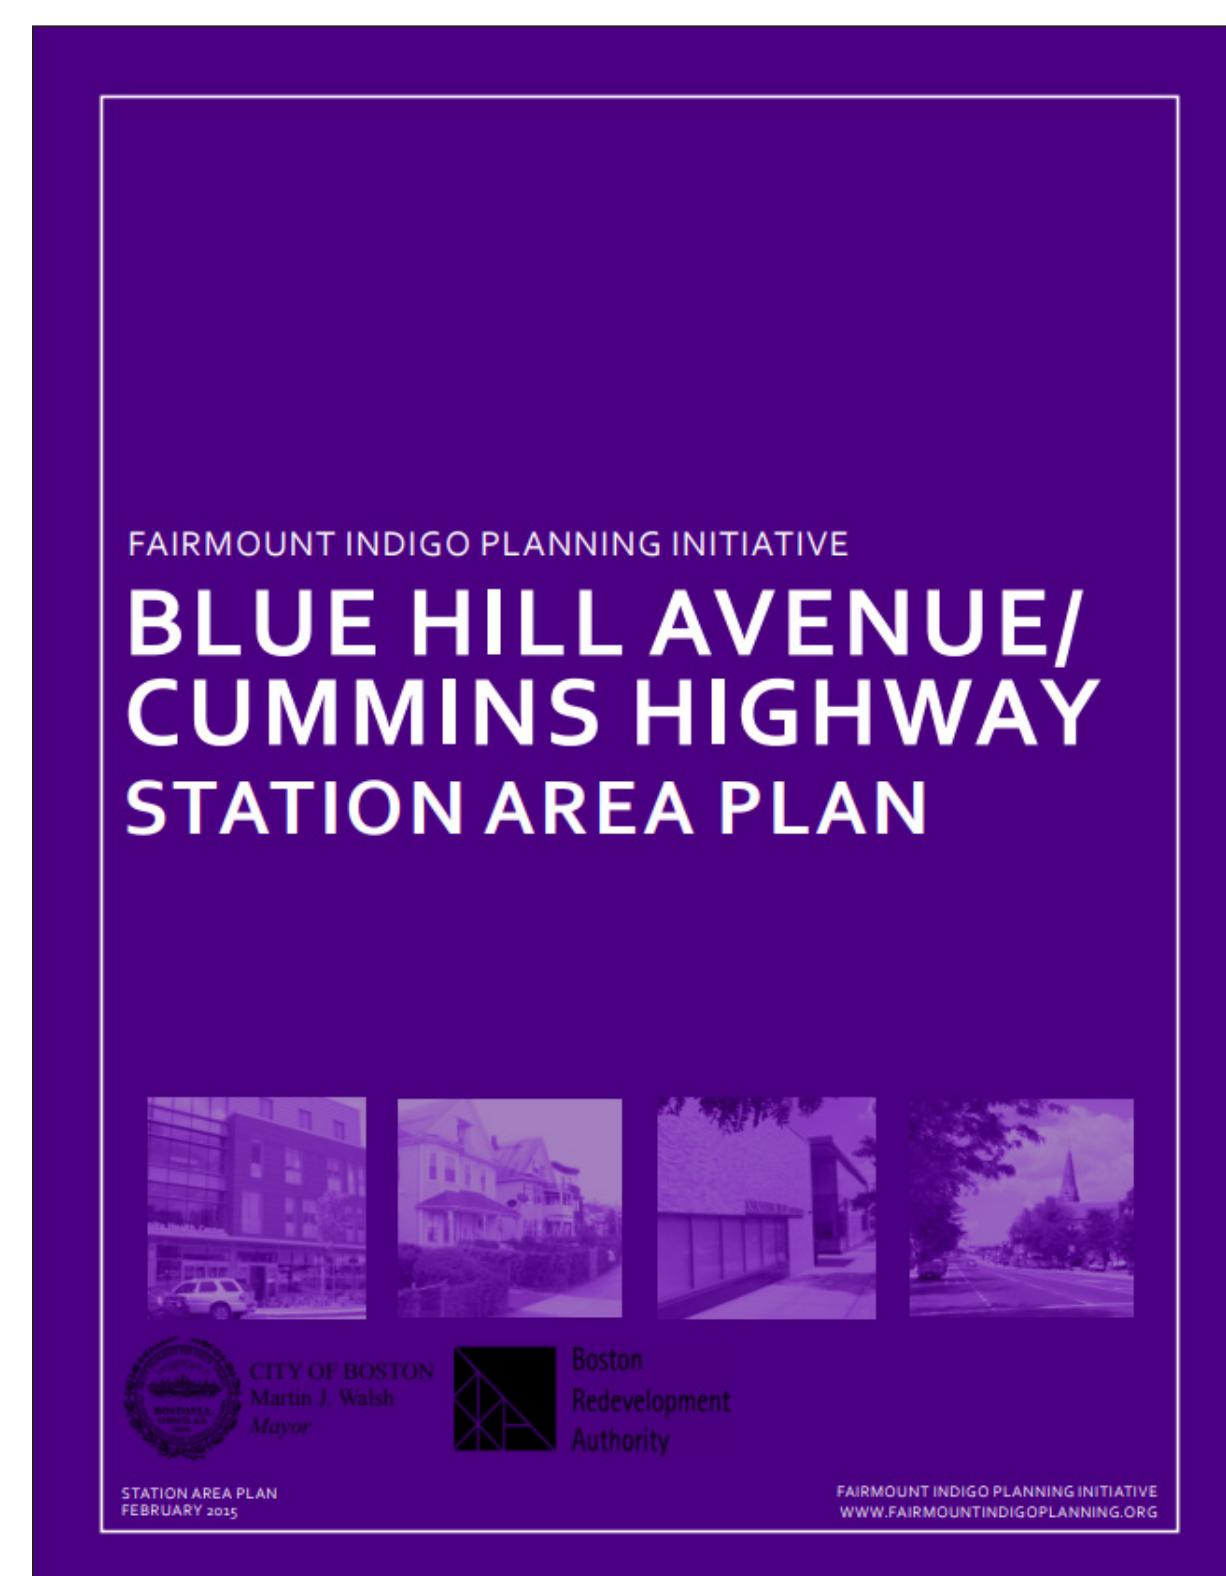 FAIRMOUNT INDIGO PLANNING INITIATIVE
BLUE HILL AVENUE/
CUMMINS HIGHWAY
STATION AREA PLAN
CITY OF BOSTON
Martin J. Walsh
Mayor
Boston
Redevelopment
Authority
STATION AREA PLAN
FEBRUARY 2015
FAIRMOUNT INDIGO PLANNING INITIATIVE
WWW.FAIRMOUNTINDIGOPLANNING.ORG